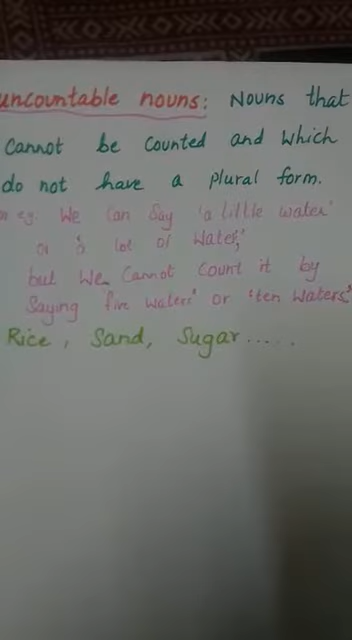 uncountable nouns: Nouns that
cannot be counted and which
do not have a plural form.
eg: We can say 'a little water'
or 'a lot of water,'
but we cannot count it by
saying five waters' or 'ten waters'.
Rice, Sand, Sugar.....